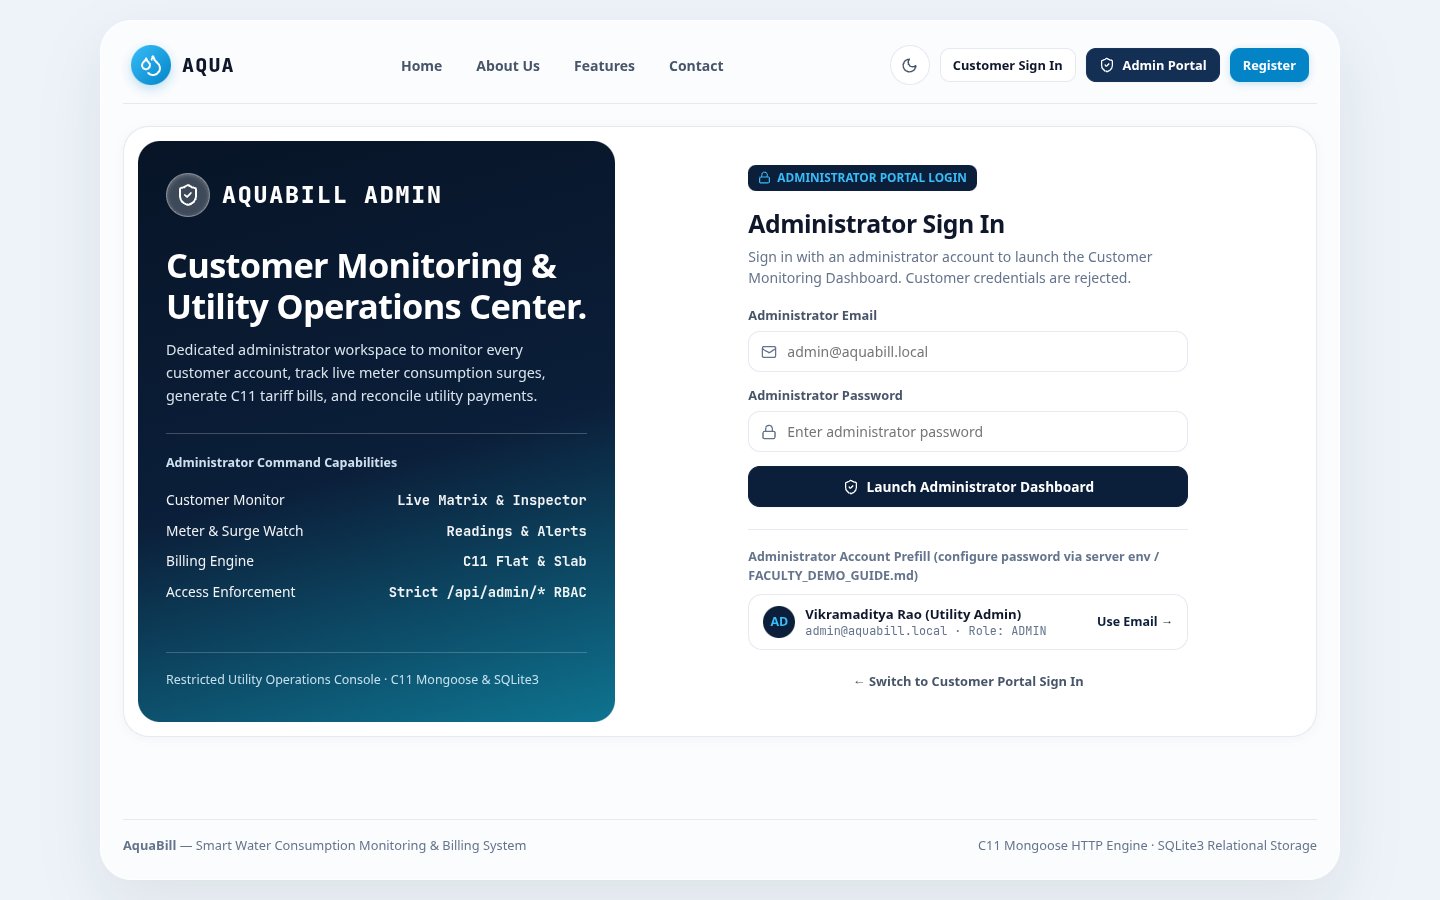 AQUA
Home
About Us
Features
Contact
Customer Sign In
Admin Portal
Register
AQUABILL ADMIN
Customer Monitoring &
Utility Operations Center.
Dedicated administrator workspace to monitor every
customer account, track live meter consumption surges,
generate C11 tariff bills, and reconcile utility payments.
Administrator Command Capabilities
Customer Monitor Live Matrix & Inspector
Meter & Surge Watch Readings & Alerts
Billing Engine C11 Flat & Slab
Access Enforcement Strict /api/admin/* RBAC
Restricted Utility Operations Console · C11 Mongoose & SQLite3
ADMINISTRATOR PORTAL LOGIN
Administrator Sign In
Sign in with an administrator account to launch the Customer
Monitoring Dashboard. Customer credentials are rejected.
Administrator Email
admin@aquabill.local
Administrator Password
Enter administrator password
Launch Administrator Dashboard
Administrator Account Prefill (configure password via server env /
FACULTY_DEMO_GUIDE.md)
AD
Vikramaditya Rao (Utility Admin)
admin@aquabill.local · Role: ADMIN
Use Email →
← Switch to Customer Portal Sign In
AquaBill — Smart Water Consumption Monitoring & Billing System
C11 Mongoose HTTP Engine · SQLite3 Relational Storage